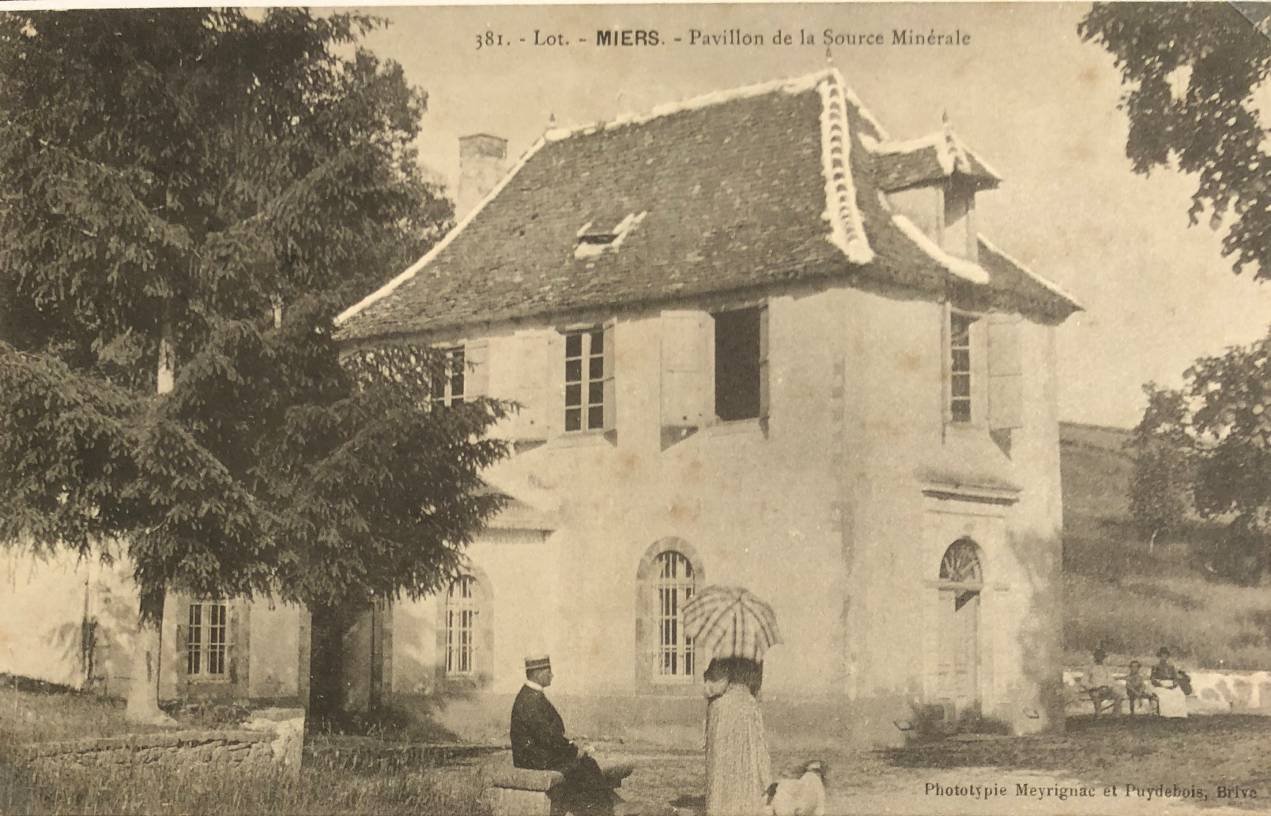 381. - Lot. - MIERS. - Pavillon de la Source Minérale
Phototypie Meyrignac et Puydebois, Brive